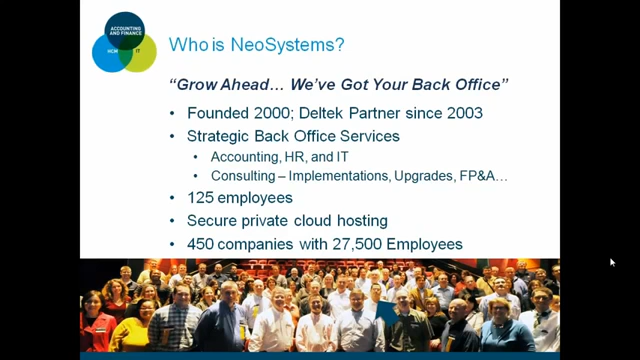 ACCOUNTING
AND FINANCE
HCM
IT
Who is NeoSystems?
“Grow Ahead… We’ve Got Your Back Office”
• Founded 2000; Deltek Partner since 2003
• Strategic Back Office Services
• Accounting, HR, and IT
• Consulting – Implementations, Upgrades, FP&A…
• 125 employees
• Secure private cloud hosting
• 450 companies with 27,500 Employees